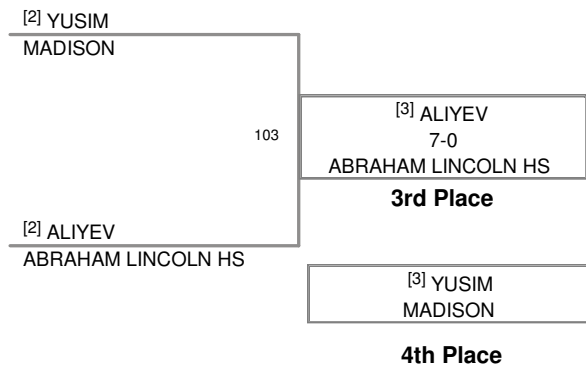 [2] YUSIM
MADISON
103
[3] ALIYEV
7-0
ABRAHAM LINCOLN HS
3rd Place
[2] ALIYEV
ABRAHAM LINCOLN HS
[3] YUSIM
MADISON
4th Place